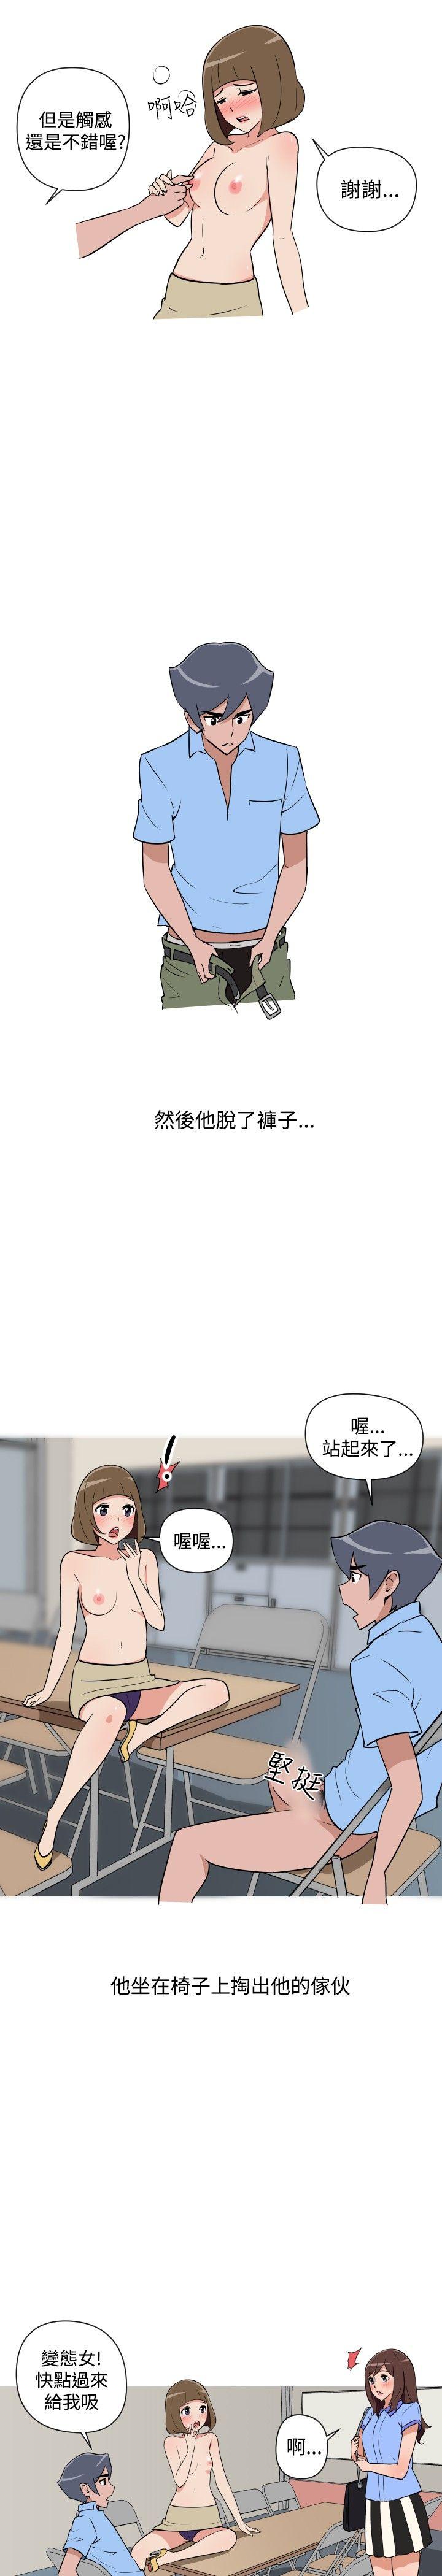 但是觸感
還是不錯喔?
啊哈
謝謝...
然後他脫了褲子...
喔...
站起來了...
喔喔...
堅挺
他坐在椅子上掏出他的傢伙
變態女!
快點過來
給我吸
啊...